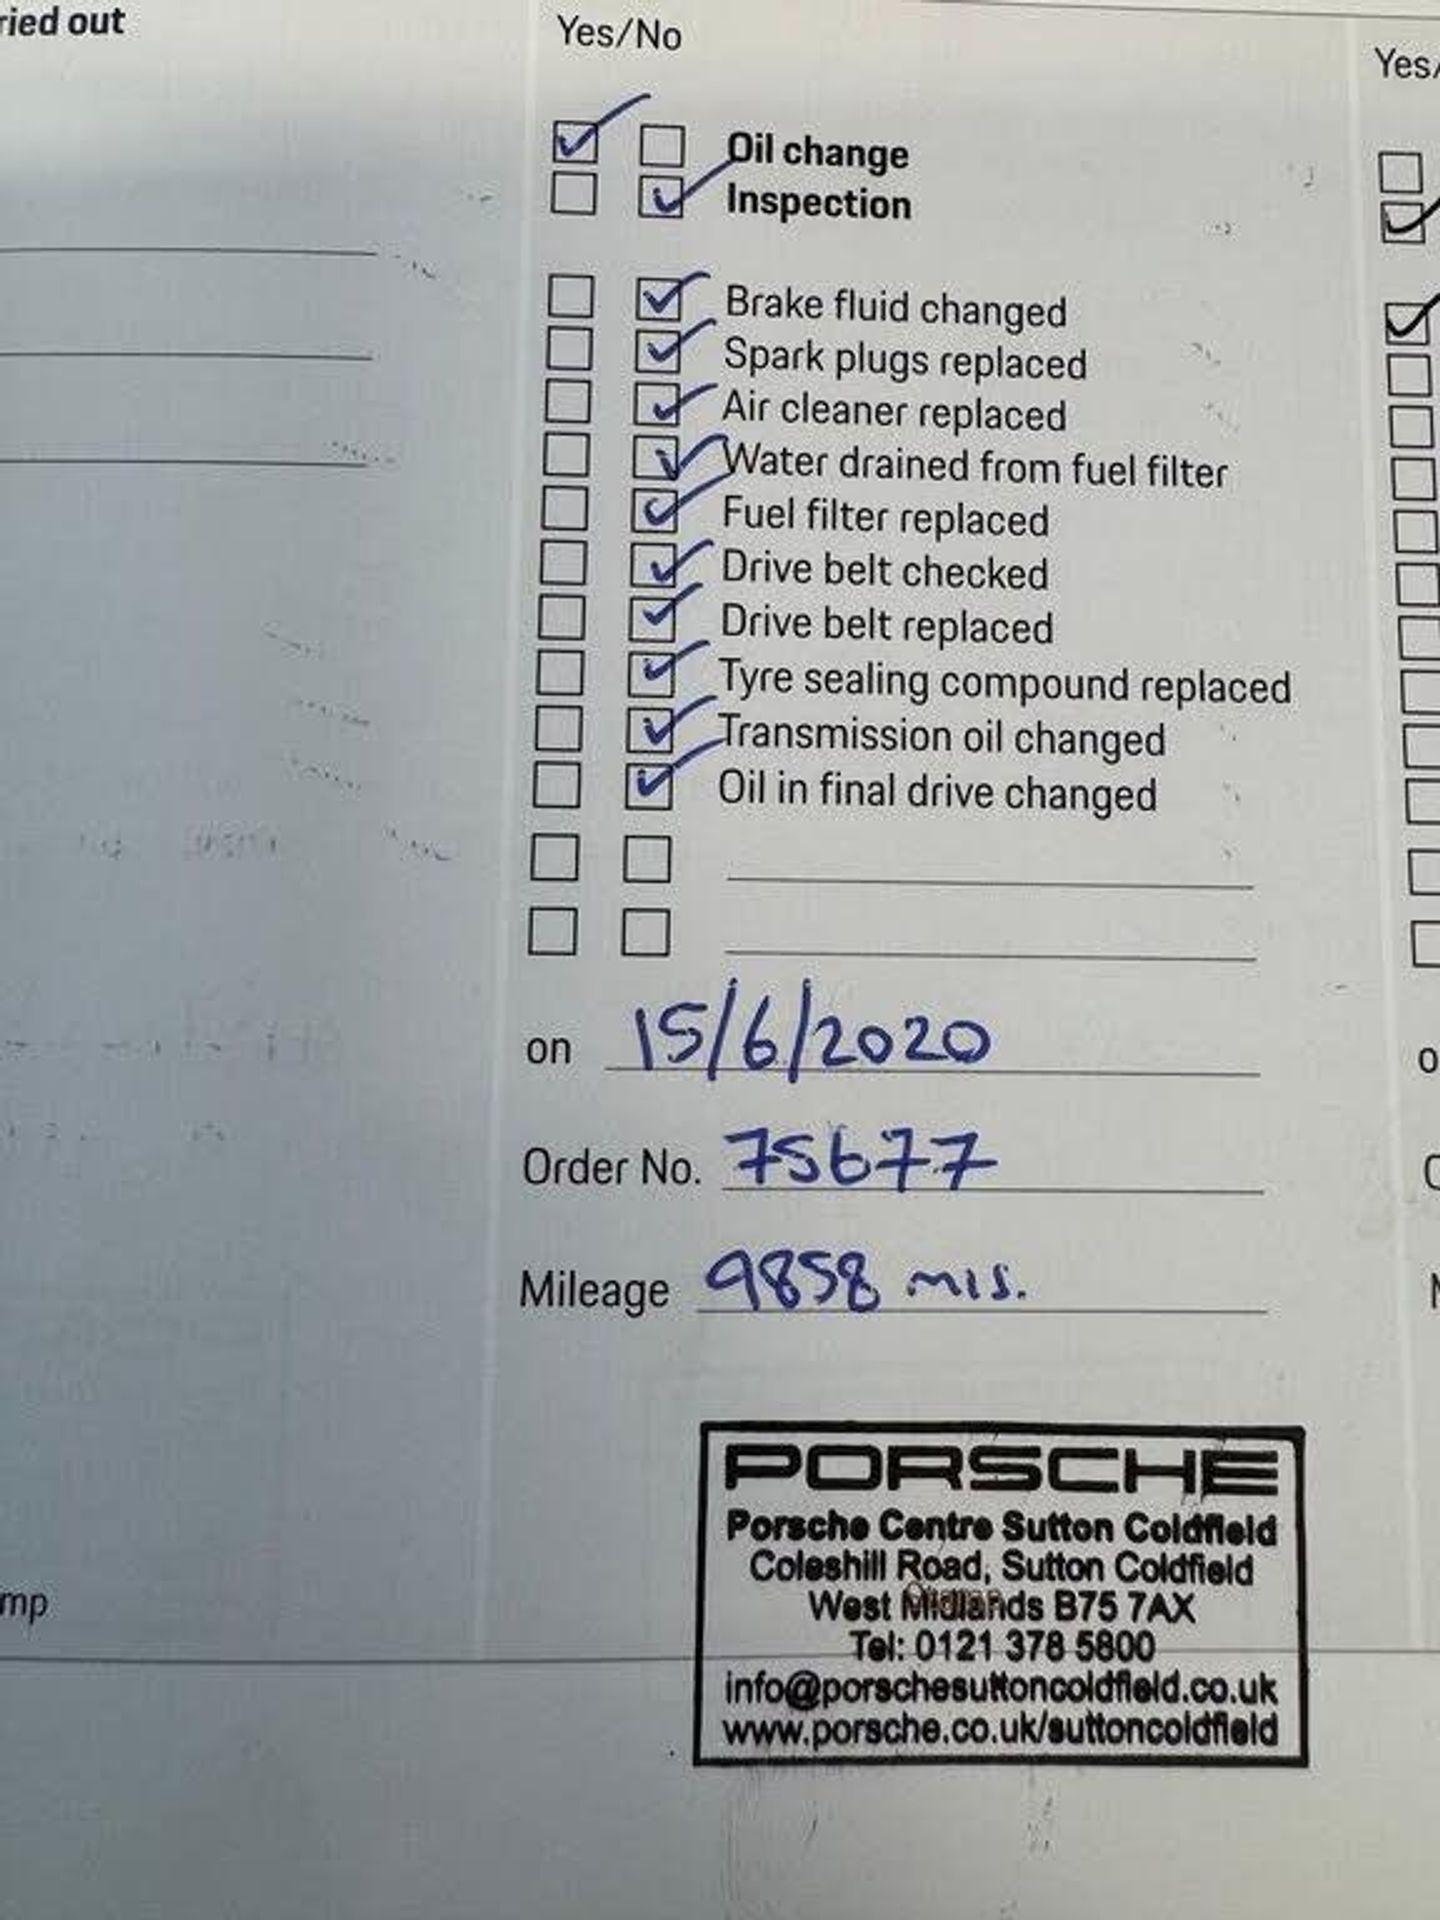 ried out
Yes/No
Yes/
Oil change
Inspection
Brake fluid changed
Spark plugs replaced
Air cleaner replaced
Water drained from fuel filter
Fuel filter replaced
Drive belt checked
Drive belt replaced
Tyre sealing compound replaced
Transmission oil changed
Oil in final drive changed
on 15/6/2020
Order No. 75677
Mileage 9858 mls.
mp
PORSCHE
Porsche Centre Sutton Coldfield
Coleshill Road, Sutton Coldfield
West Midlands B75 7AX
Tel: 0121 378 5800
info@porschesuttoncoldfield.co.uk
www.porsche.co.uk/suttoncoldfield